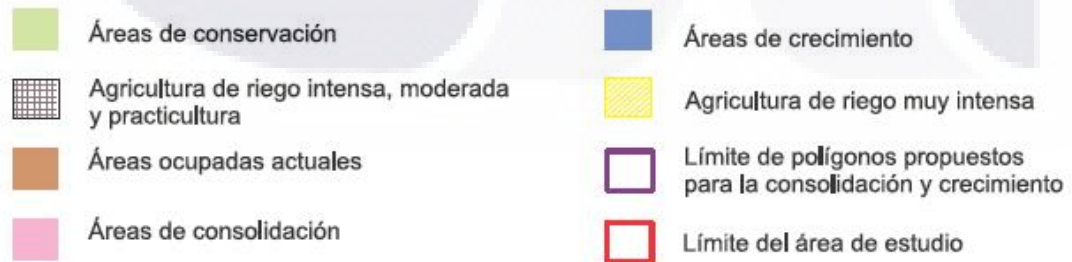 Áreas de conservación
Agricultura de riego intensa, moderada
y practicultura
Áreas ocupadas actuales
Áreas de consolidación
Áreas de crecimiento
Agricultura de riego muy intensa
Límite de polígonos propuestos
para la consolidación y crecimiento
Límite del área de estudio